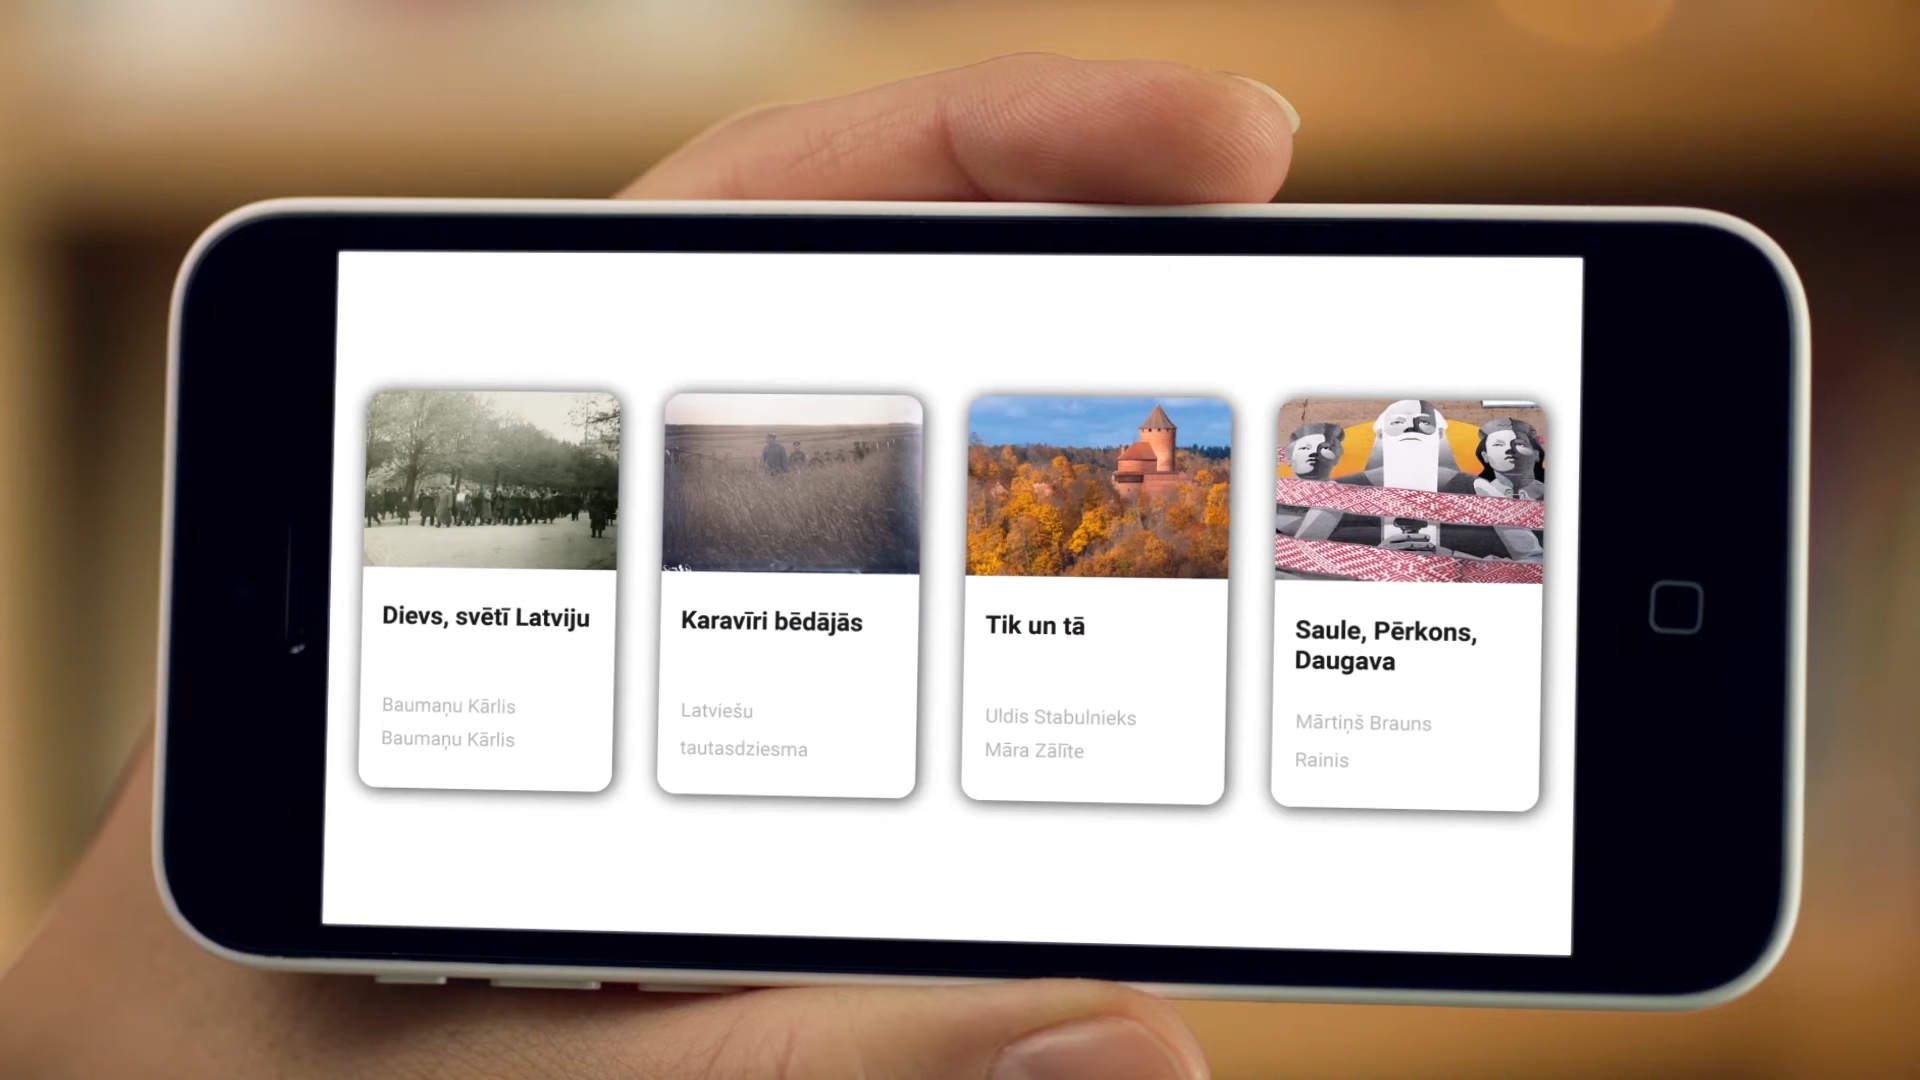 Dievs, svētī Latviju
Baumaņu Kārlis
Baumaņu Kārlis
Karavīri bēdājās
Latviešu
tautasdziesma
Tik un tā
Uldis Stabulnieks
Māra Zālīte
Saule, Pērkons,
Daugava
Mārtiņš Brauns
Rainis